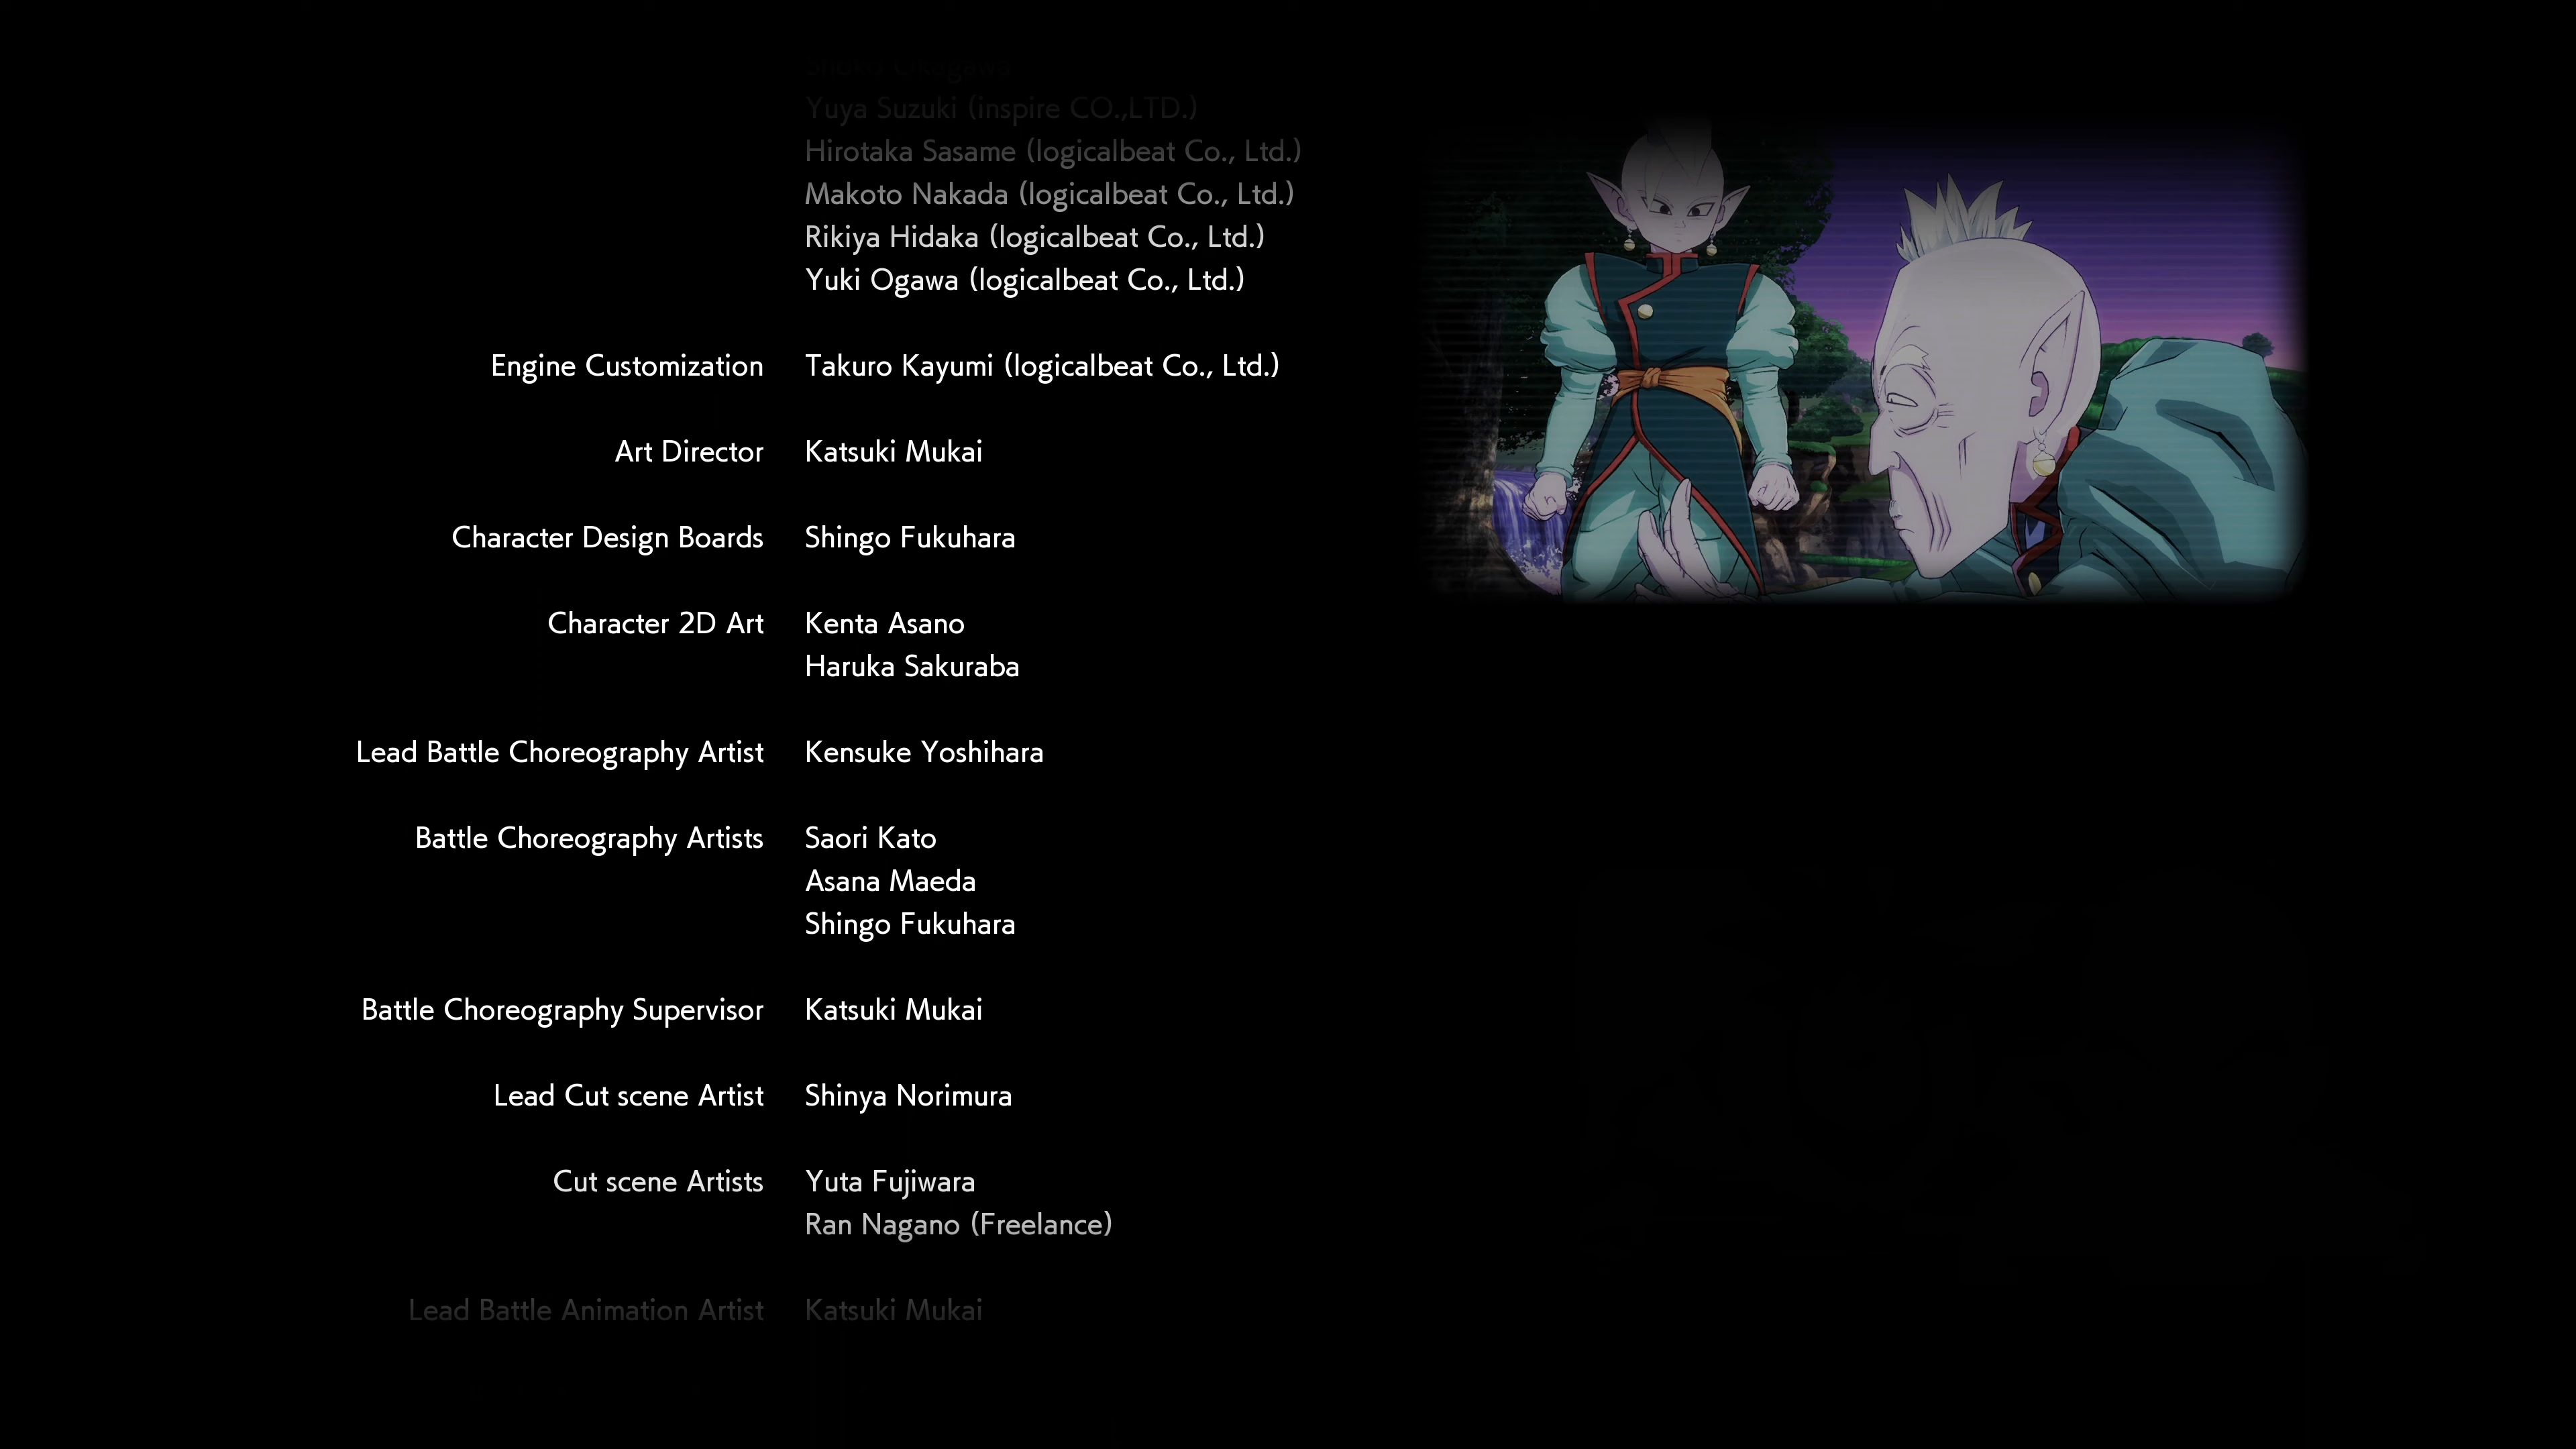 Yuya Suzuki (inspire CO.,LTD.)
Hirotaka Sasame (logicalbeat Co., Ltd.)
Makoto Nakada (logicalbeat Co., Ltd.)
Rikiya Hidaka (logicalbeat Co., Ltd.)
Yuki Ogawa (logicalbeat Co., Ltd.)
Engine Customization Takuro Kayumi (logicalbeat Co., Ltd.)
Art Director Katsuki Mukai
Character Design Boards Shingo Fukuhara
Character 2D Art Kenta Asano
Haruka Sakuraba
Lead Battle Choreography Artist Kensuke Yoshihara
Battle Choreography Artists Saori Kato
Asana Maeda
Shingo Fukuhara
Battle Choreography Supervisor Katsuki Mukai
Lead Cut scene Artist Shinya Norimura
Cut scene Artists Yuta Fujiwara
Ran Nagano (Freelance)
Lead Battle Animation Artist Katsuki Mukai